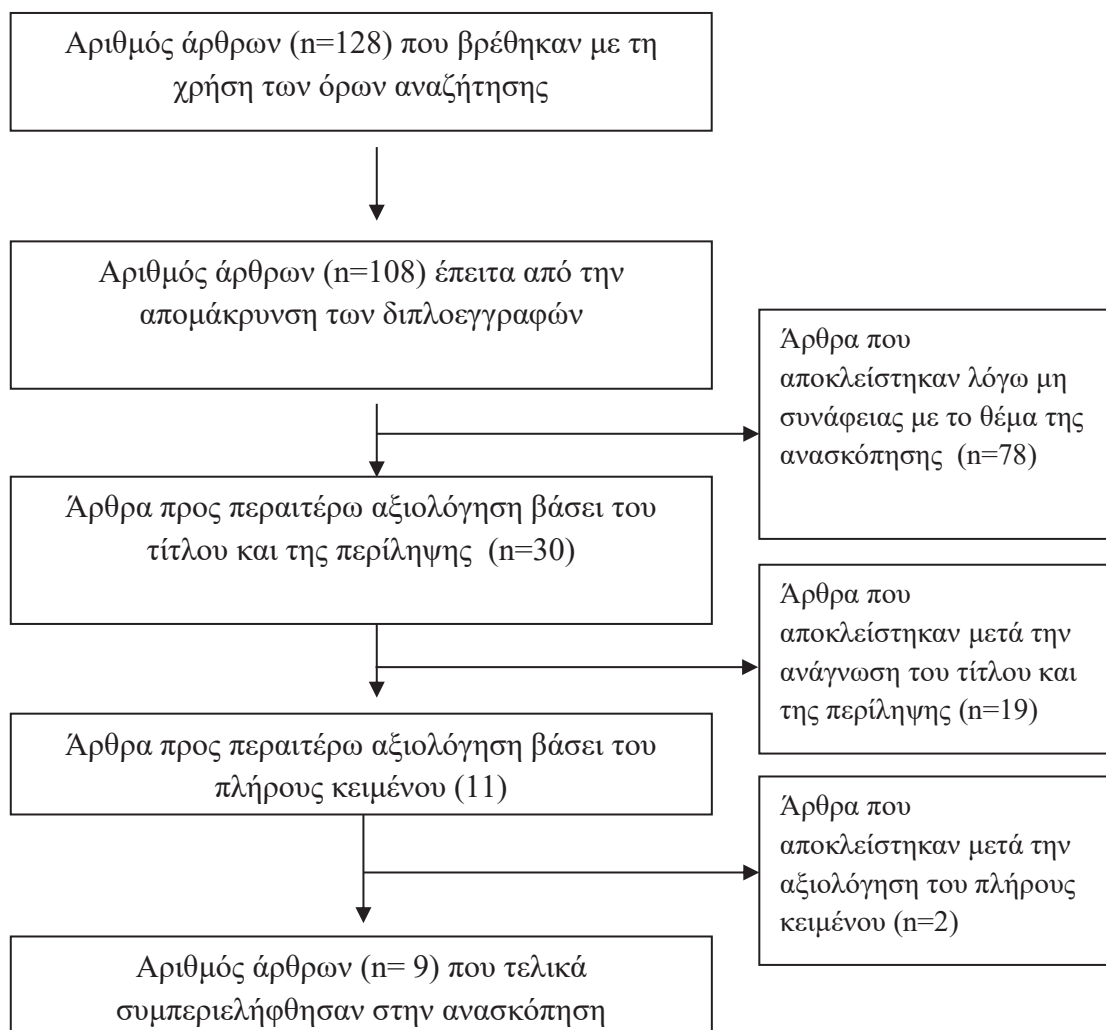 Αριθμός άρθρων (n=128) που βρέθηκαν με τη
χρήση των όρων αναζήτησης
Αριθμός άρθρων (n=108) έπειτα από την
απομάκρυνση των διπλοεγγραφών
Άρθρα που
αποκλείστηκαν λόγω μη
συνάφειας με το θέμα της
ανασκόπησης (n=78)
Άρθρα προς περαιτέρω αξιολόγηση βάσει του
τίτλου και της περίληψης (n=30)
Άρθρα που
αποκλείστηκαν μετά την
ανάγνωση του τίτλου και
της περίληψης (n=19)
Άρθρα προς περαιτέρω αξιολόγηση βάσει του
πλήρους κειμένου (11)
Άρθρα που
αποκλείστηκαν μετά την
αξιολόγηση του πλήρους
κειμένου (n=2)
Αριθμός άρθρων (n= 9) που τελικά
συμπεριελήφθησαν στην ανασκόπηση